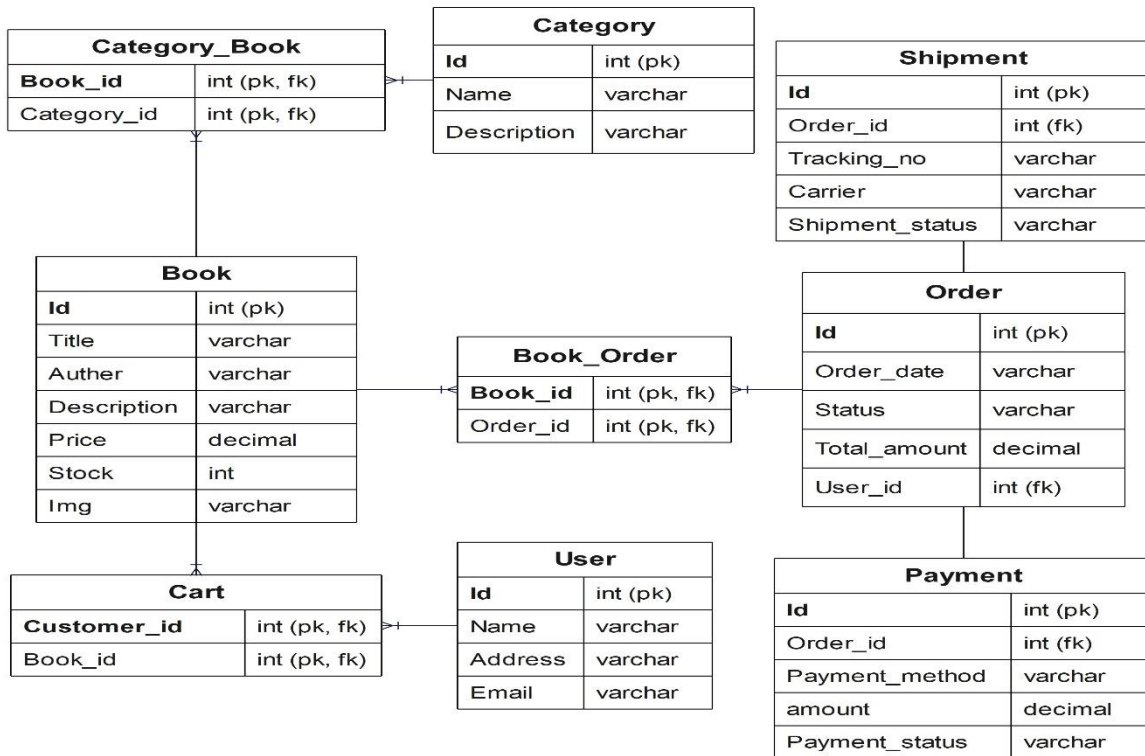 Category_Book
Book_id int (pk, fk)
Category_id int (pk, fk)
Category
Id int (pk)
Name varchar
Description varchar
Shipment
Id int (pk)
Order_id int (fk)
Tracking_no varchar
Carrier varchar
Shipment_status varchar
Book
Id int (pk)
Title varchar
Auther varchar
Description varchar
Price decimal
Stock int
Img varchar
Book_Order
Book_id int (pk, fk)
Order_id int (pk, fk)
Order
Id int (pk)
Order_date varchar
Status varchar
Total_amount decimal
User_id int (fk)
Cart
Customer_id int (pk, fk)
Book_id int (pk, fk)
User
Id int (pk)
Name varchar
Address varchar
Email varchar
Payment
Id int (pk)
Order_id int (fk)
Payment_method varchar
amount decimal
Payment_status varchar